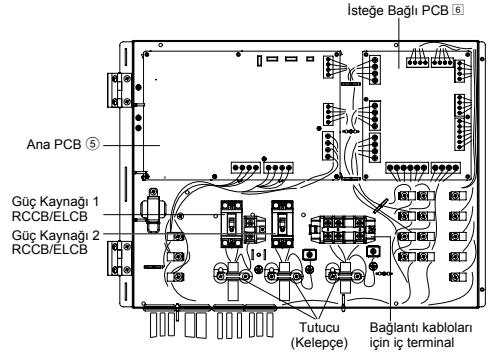 İsteğe Bağlı PCB 6
Ana PCB 5
Güç Kaynağı 1
RCCB/ELCB
Güç Kaynağı 2
RCCB/ELCB
Tutucu
(Kelepçe)
Bağlantı kabloları
için iç terminal